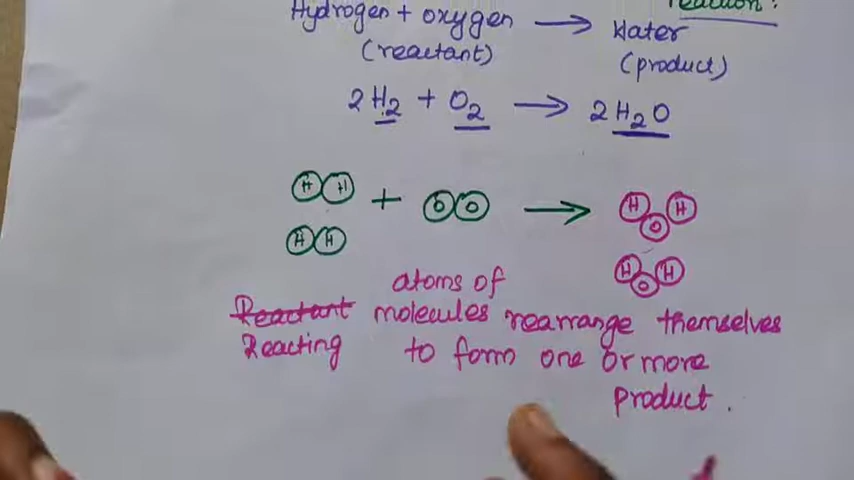 reaction:
Hydrogen + oxygen → Water
(reactant) (product)
2H₂ + O₂ → 2H₂O
H H + O O → H O H
H H H O H
atoms of
Reactant molecules rearrange themselves
Reacting to form one or more
product.